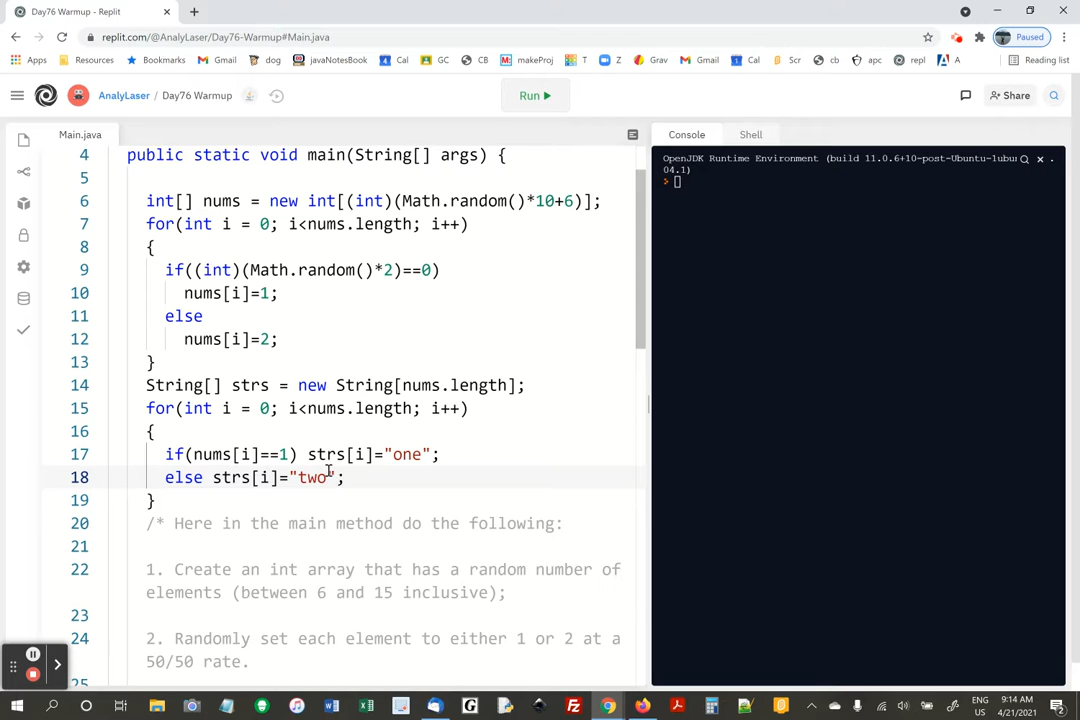 Day76 Warmup - Replit
replit.com/@AnalyLaser/Day76-Warmup#Main.java
Paused
Apps Resources Bookmarks Gmail dog javaNotebook Cal GC CB makeProj T Z Grav Gmail Cal Scr cb apc repl A Reading list
AnalyLaser / Day76 Warmup Run Share
Main.java Console Shell
4 public static void main(String[] args) {
5
6 int[] nums = new int[(int)(Math.random()*10+6)];
7 for(int i = 0; i<nums.length; i++)
8 {
9 if((int)(Math.random()*2)==0)
10 nums[i]=1;
11 else
12 nums[i]=2;
13 }
14 String[] strs = new String[nums.length];
15 for(int i = 0; i<nums.length; i++)
16 {
17 if(nums[i]==1) strs[i]="one";
18 else strs[i]="two";
19 }
20 /* Here in the main method do the following:
21
22 1. Create an int array that has a random number of
elements (between 6 and 15 inclusive);
23
24 2. Randomly set each element to either 1 or 2 at a
50/50 rate.
25
OpenJDK Runtime Environment (build 11.0.6+10-post-Ubuntu-1ubu
04.1)
>
ENG
US
9:14 AM
4/21/2021